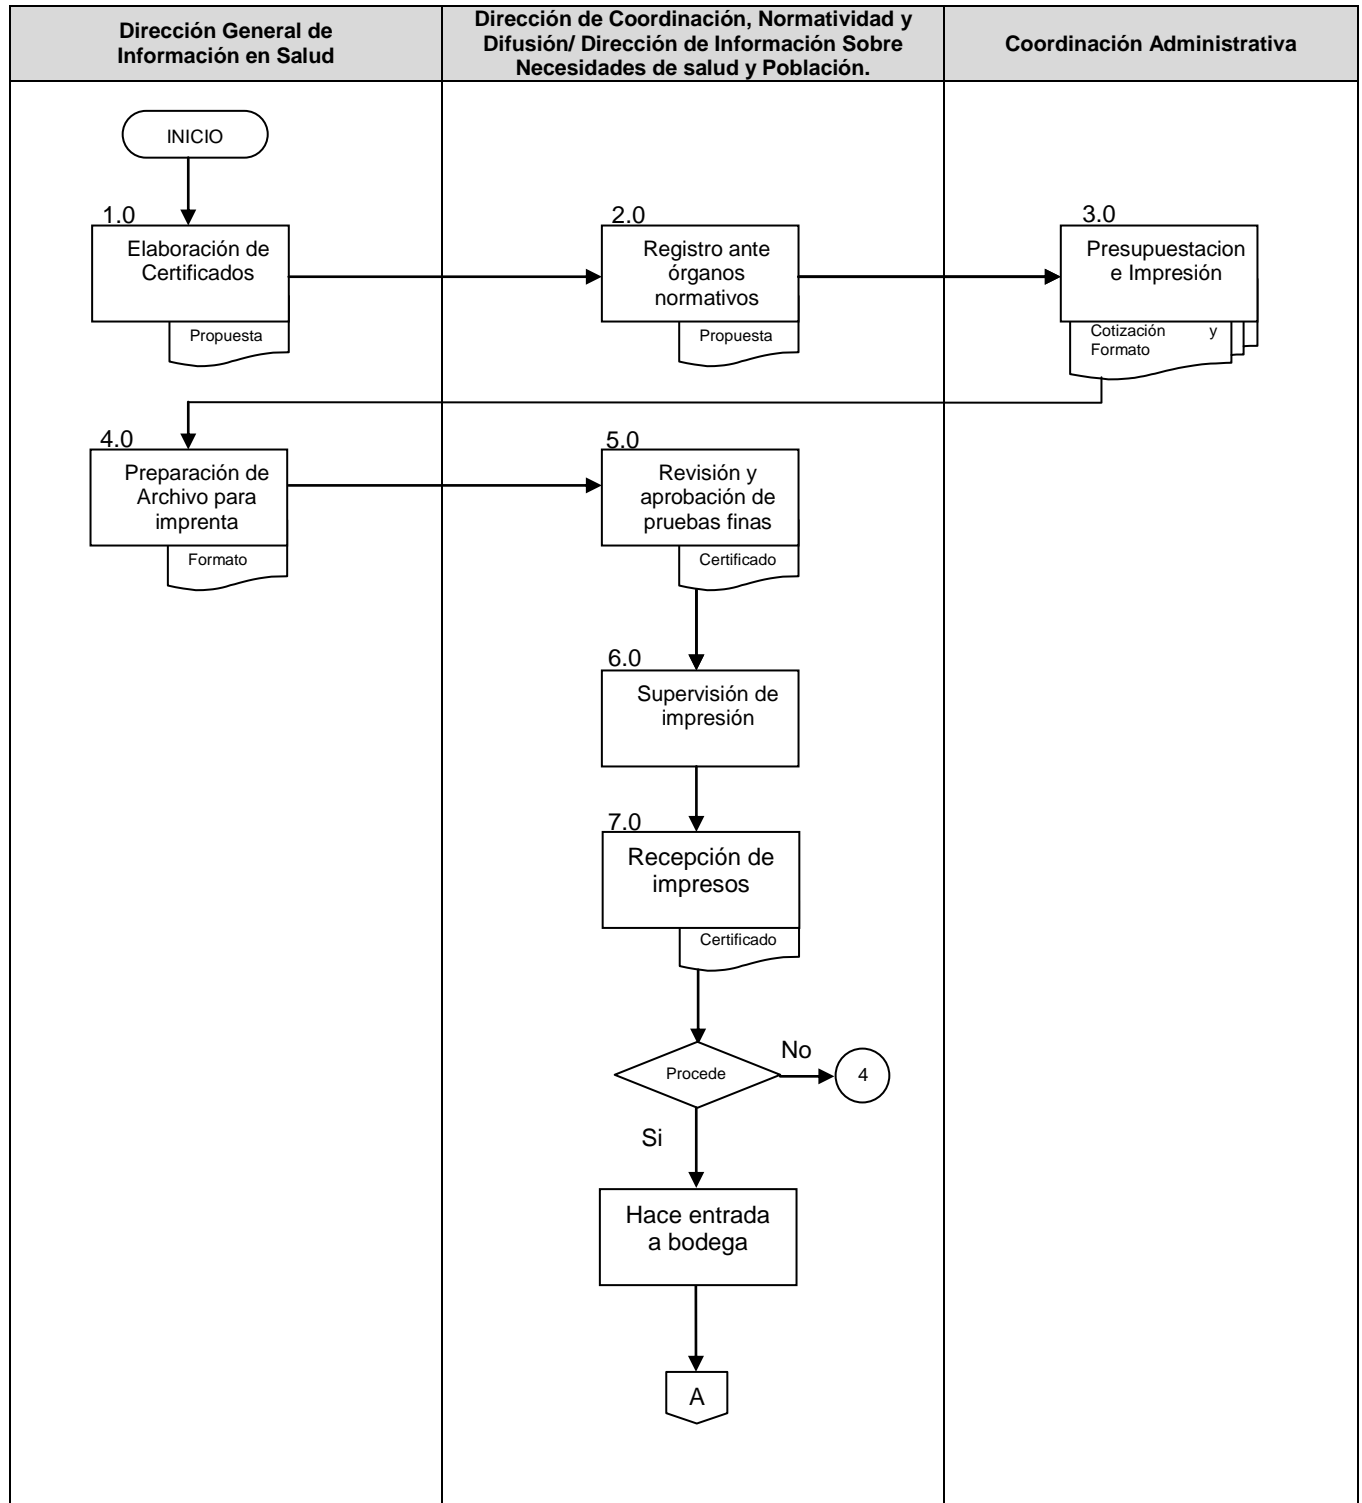 Dirección General de
Información en Salud
Dirección de Coordinación, Normatividad y
Difusión/ Dirección de Información Sobre
Necesidades de salud y Población.
Coordinación Administrativa
INICIO
1.0
Elaboración de
Certificados
Propuesta
2.0
Registro ante
órganos
normativos
Propuesta
3.0
Presupuestacion
e Impresión
Cotización y
Formato
4.0
Preparación de
Archivo para
imprenta
Formato
5.0
Revisión y
aprobación de
pruebas finas
Certificado
6.0
Supervisión de
impresión
7.0
Recepción de
impresos
Certificado
Procede
No
4
Si
Hace entrada
a bodega
A